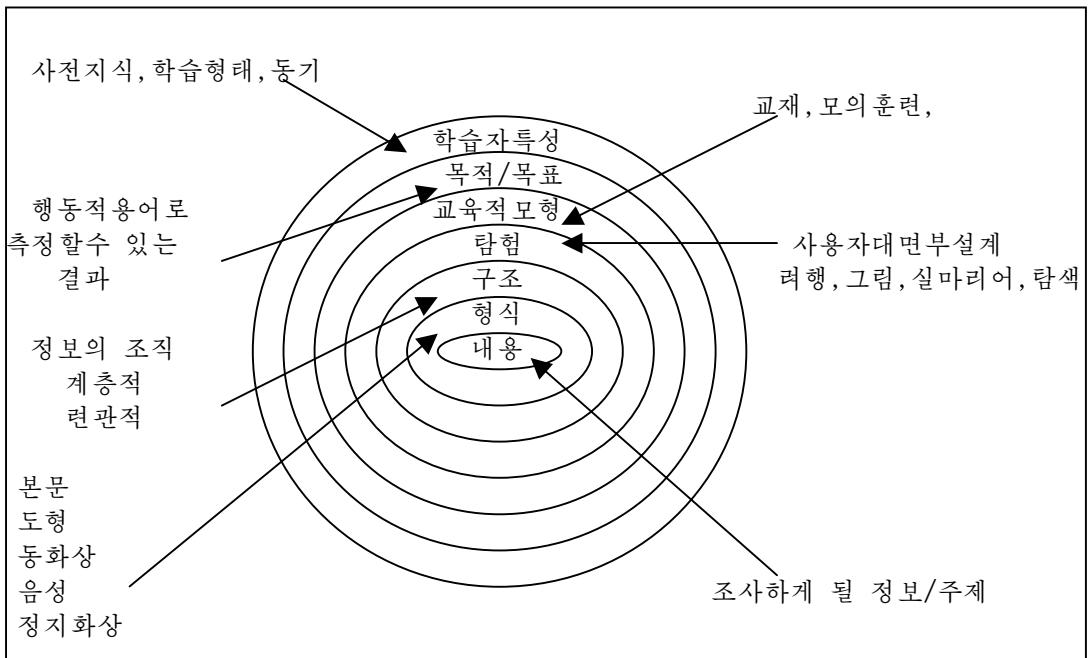 사전지식,학습형태,동기
교재,모의훈련,
학습자특성
목적/목표
교육적모형
탐험
구조
형식
내용
행동적용어로
측정할수 있는
결과
사용자대면부설계
려행,그림,실마리어,탐색
정보의 조직
계층적
련관적
본문
도형
동화상
음성
정지화상
조사하게 될 정보/주제